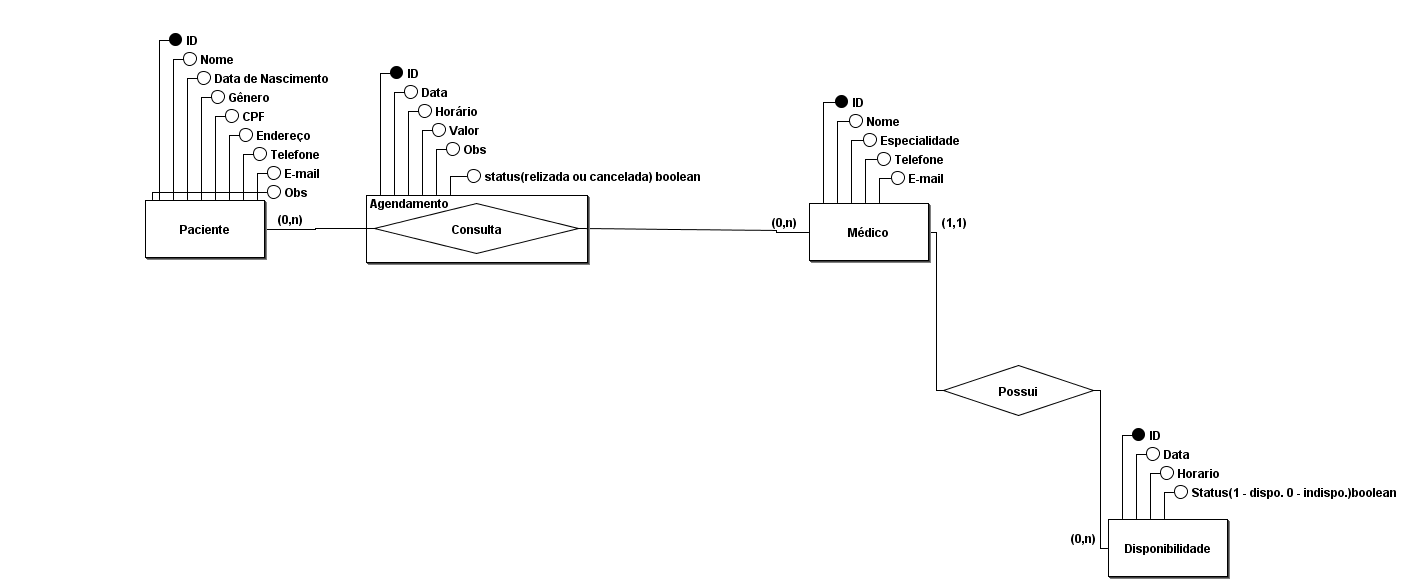 ID
Nome
Data de Nascimento
Gênero
CPF
Endereço
Telefone
E-mail
Obs
Paciente
(0,n)
ID
Data
Horário
Valor
Obs
status(relizada ou cancelada) boolean
Agendamento
Consulta
(0,n)
ID
Nome
Especialidade
Telefone
E-mail
Médico
(1,1)
Possui
ID
Data
Horario
Status(1 - dispo. 0 - indispo.)boolean
(0,n)
Disponibilidade